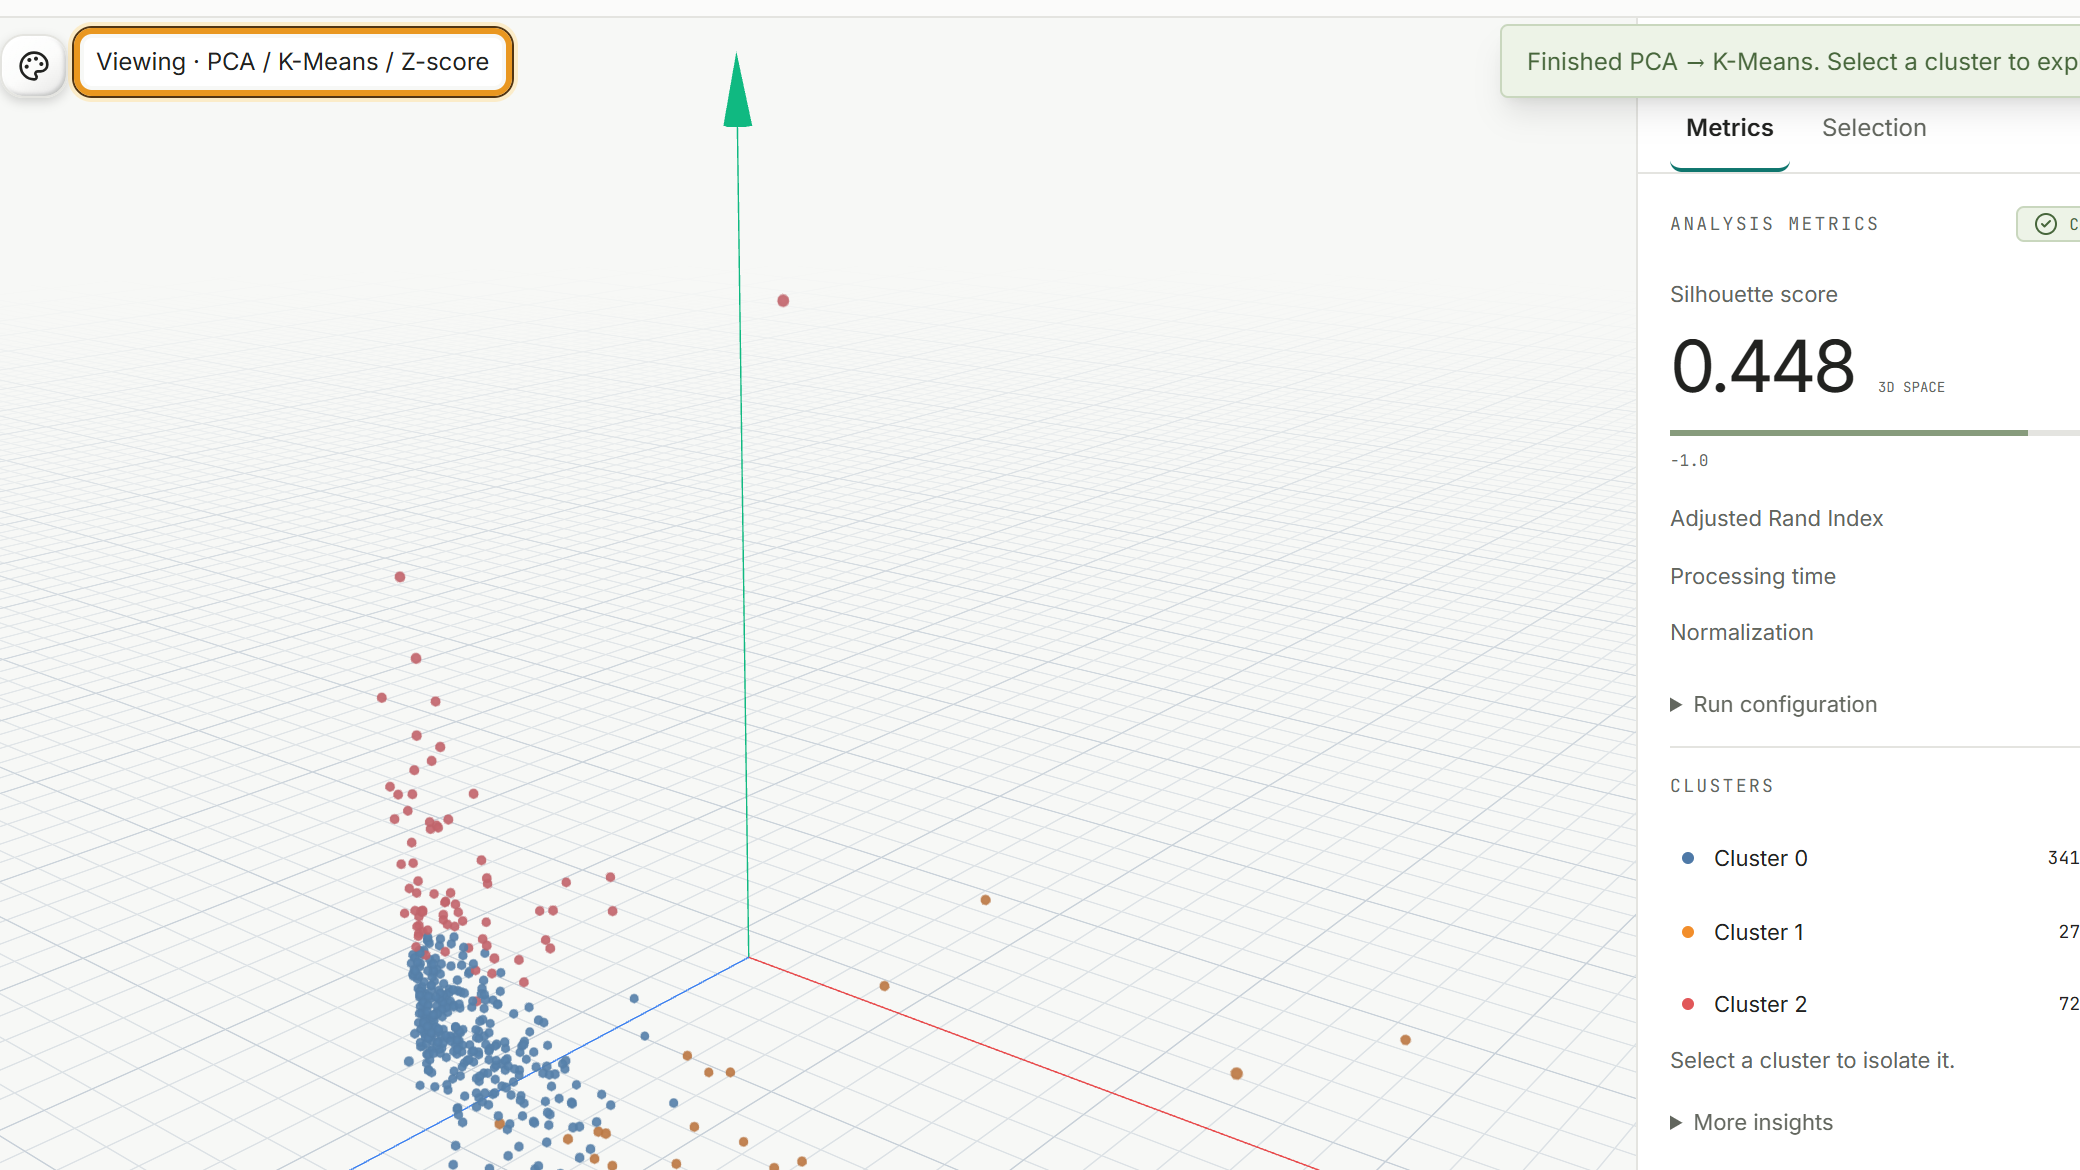 Viewing · PCA / K-Means / Z-score
Finished PCA → K-Means. Select a cluster to exp
Metrics
Selection
ANALYSIS METRICS
C
Silhouette score
0.448
3D SPACE
-1.0
Adjusted Rand Index
Processing time
Normalization
▶ Run configuration
CLUSTERS
Cluster 0 341
Cluster 1 27
Cluster 2 72
Select a cluster to isolate it.
▶ More insights